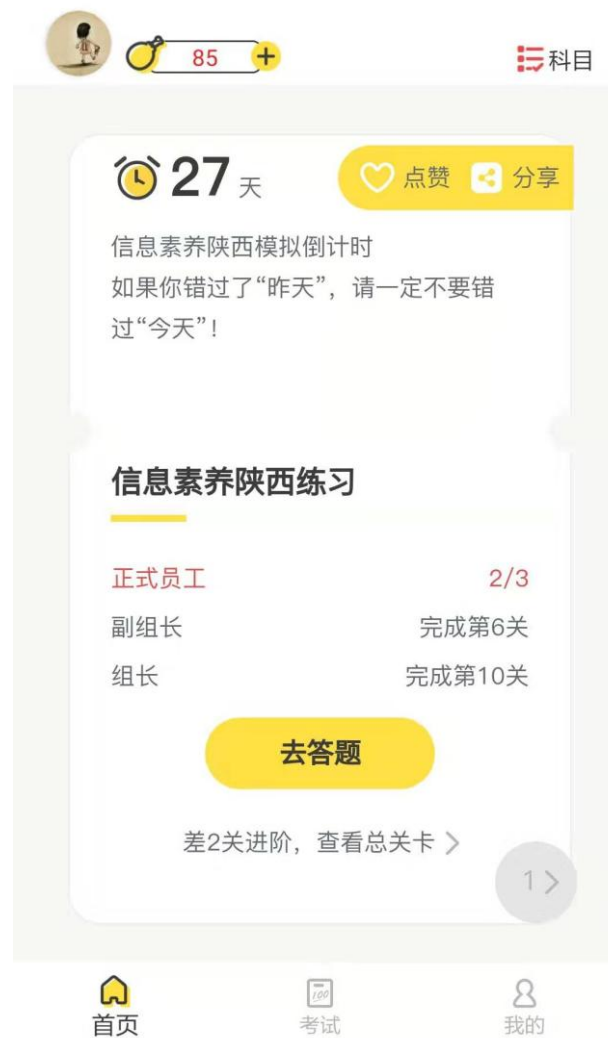 85
科目
27 天
点赞
分享
信息素养陕西模拟倒计时
如果你错过了“昨天”，请一定不要错
过“今天”！
信息素养陕西练习
正式员工 2/3
副组长 完成第6关
组长 完成第10关
去答题
差2关进阶，查看总关卡
1
100
首页
考试
我的